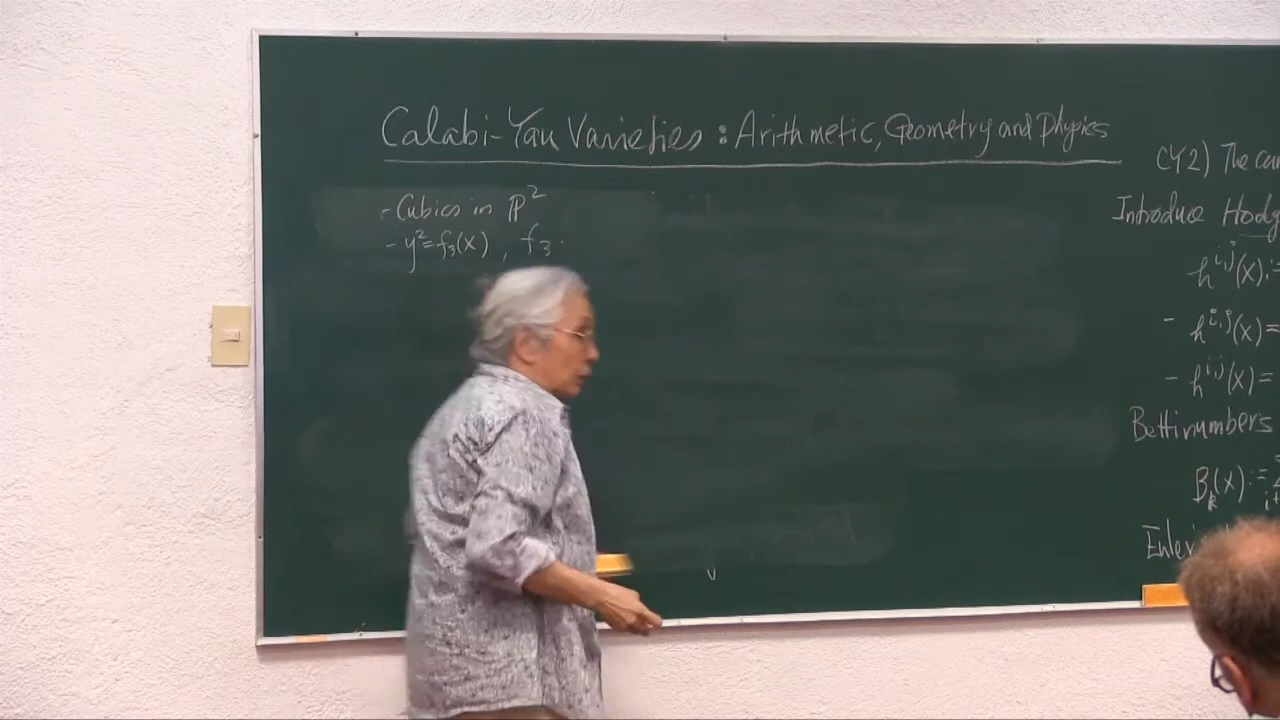 Calabi-Yau Varieties : Arithmetic, Geometry and Physics
- Cubics in ℙ²
- y²=f₃(x) , f₃
CY2) The
Introduce
h^{i,j}(X) :=
- h^{i,j}(X) =
- h^{i,j}(X) =
Betti numbers
B_k(X) :=